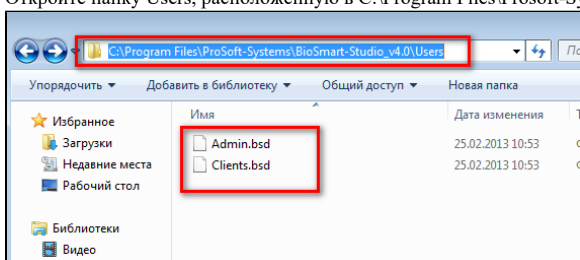 Откройте папку Users, расположенную в C:\Program Files\Prosoft-Sy
C:\Program Files\ProSoft-Systems\BioSmart-Studio_v4.0\Users
Упорядочить Добавить в библиотеку Общий доступ Новая папка
Избранное
Загрузки
Недавние места
Рабочий стол
Библиотеки
Видео
Имя Дата изменения
Admin.bsd 25.02.2013 10:53
Clients.bsd 25.02.2013 10:53